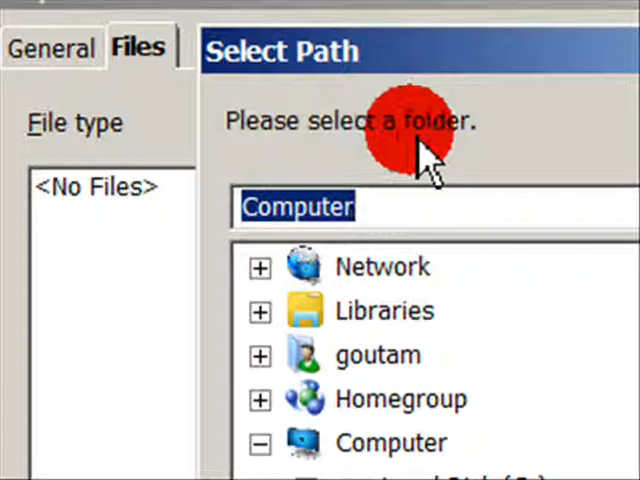 General Files Select Path
File type
Please select a folder.
<No Files>
Computer
Network
Libraries
goutam
Homegroup
Computer